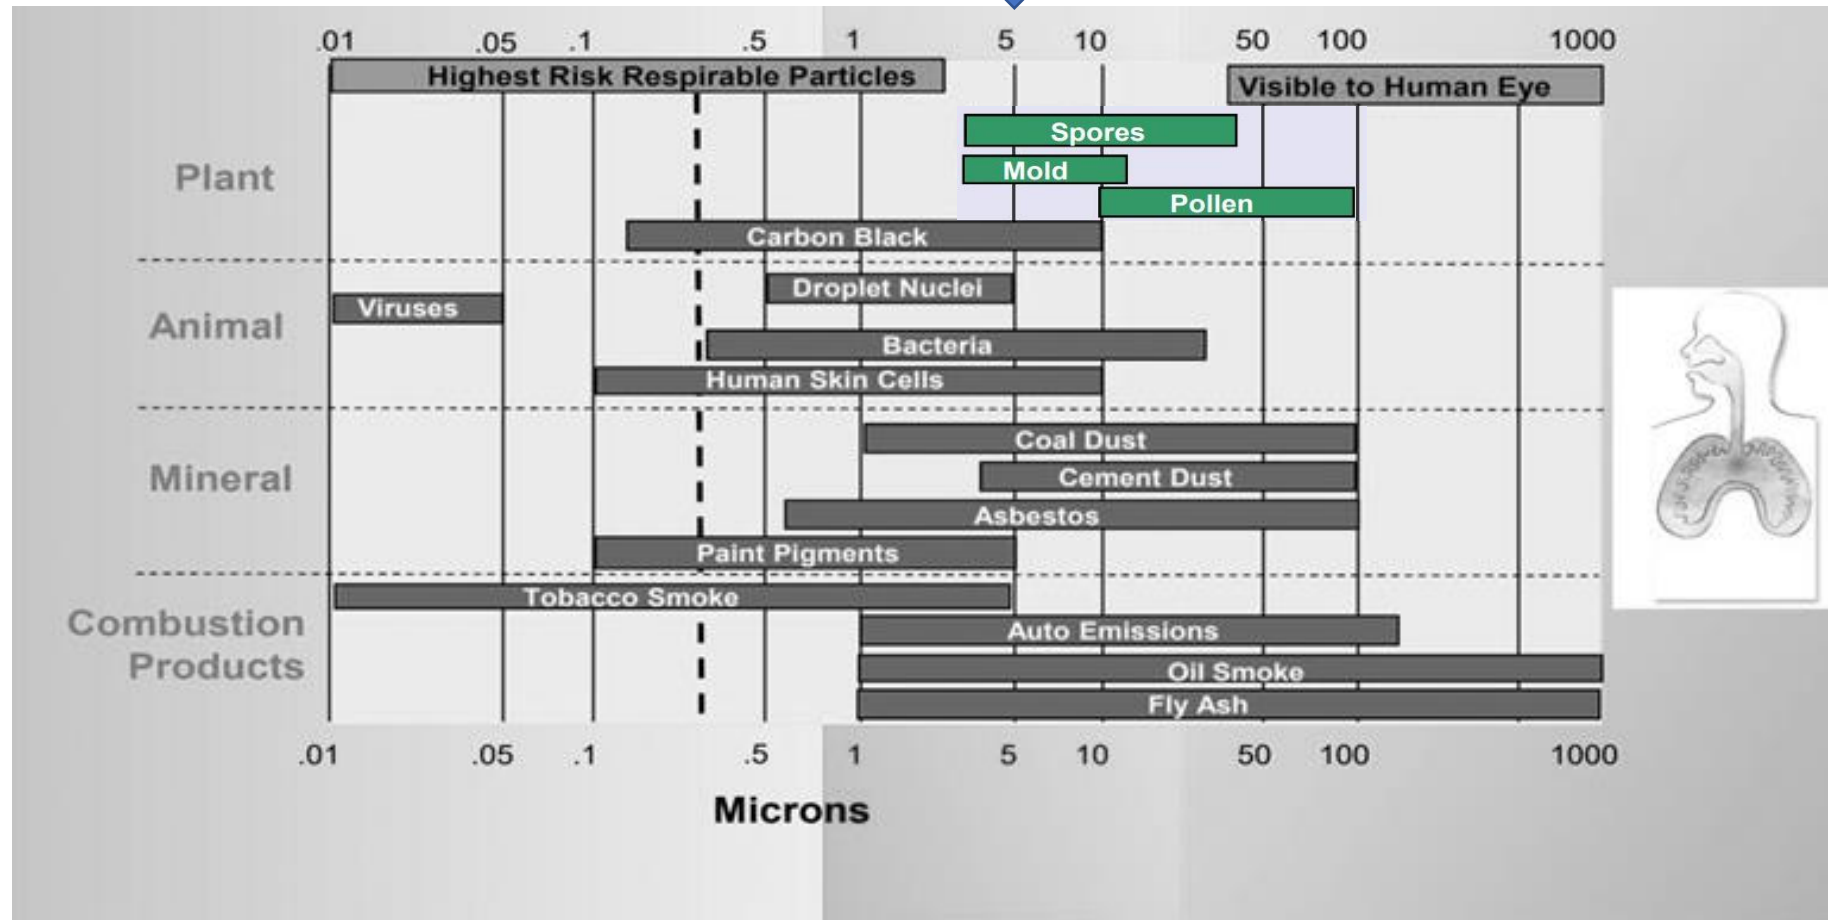 .01 .05 .1 .5 1 5 10 50 100 1000
Highest Risk Respirable Particles
Visible to Human Eye
Plant
Spores
Mold
Pollen
Carbon Black
Animal
Droplet Nuclei
Viruses
Bacteria
Human Skin Cells
Mineral
Coal Dust
Cement Dust
Asbestos
Paint Pigments
Combustion
Products
Tobacco Smoke
Auto Emissions
Oil Smoke
Fly Ash
.01 .05 .1 .5 1 5 10 50 100 1000
Microns